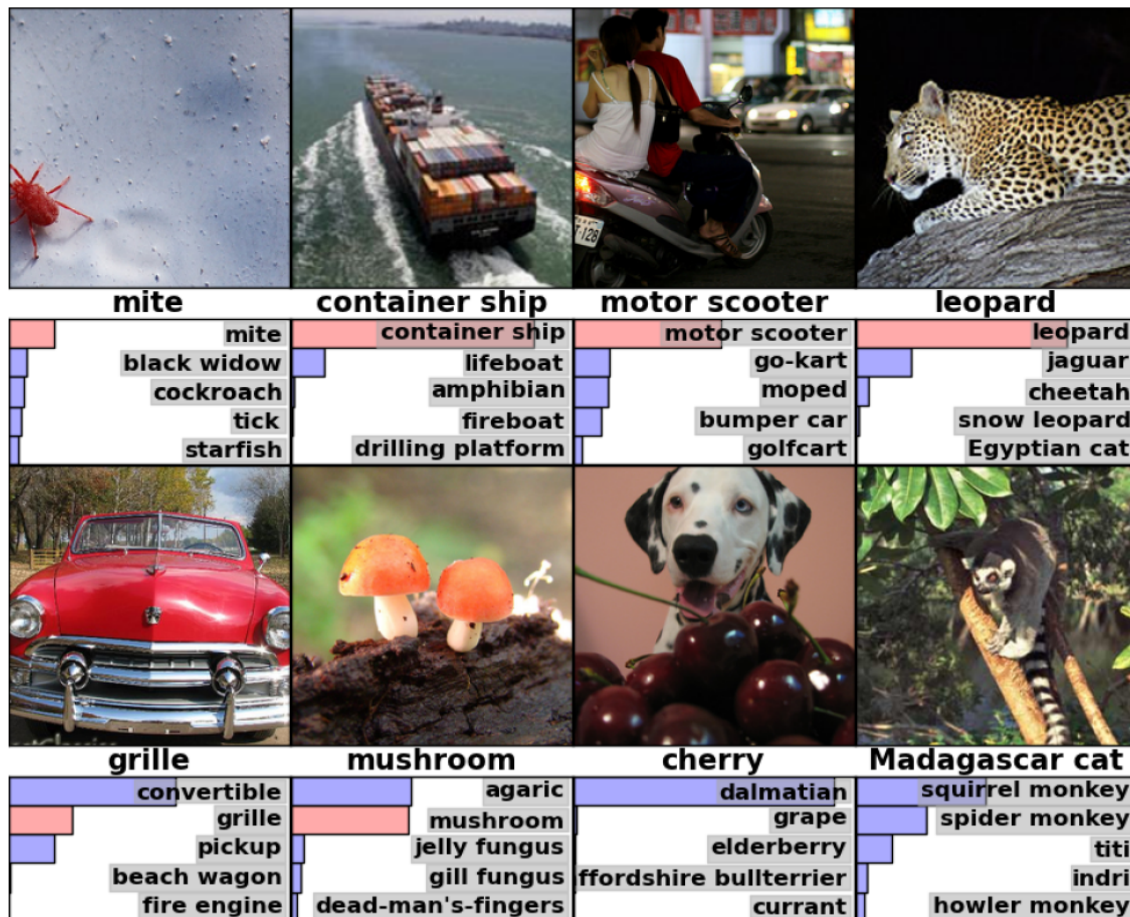 T-128
mite container ship motor scooter leopard
mite
black widow
cockroach
tick
starfish
container ship
lifeboat
amphibian
fireboat
drilling platform
motor scooter
go-kart
moped
bumper car
golfcart
leopard
jaguar
cheetah
snow leopard
Egyptian cat
grille mushroom cherry Madagascar cat
convertible
grille
pickup
beach wagon
fire engine
agaric
mushroom
jelly fungus
gill fungus
dead-man's-fingers
dalmatian
grape
elderberry
ffordshire bullterrier
currant
squirrel monkey
spider monkey
titi
indri
howler monkey